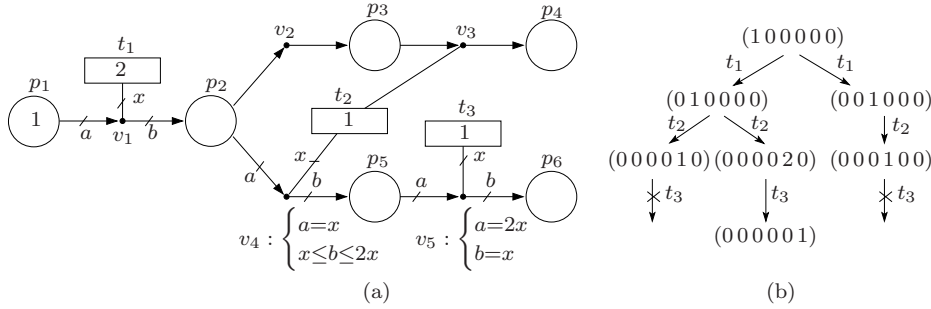 t₁
2
p₁
1
a
x
v₁
b
p₂
v₂
p₃
v₃
p₄
t₂
1
t₃
1
x
a
b
p₅
a
x
b
p₆
v₄ : { a=x
x≤b≤2x
v₅ : { a=2x
b=x
(a)
(1 0 0 0 0 0)
t₁ t₁
(0 1 0 0 0 0) (0 0 1 0 0 0)
t₂ t₂ t₂
(0 0 0 0 1 0) (0 0 0 0 2 0) (0 0 0 1 0 0)
t₃ t₃ t₃
(0 0 0 0 0 1)
(b)